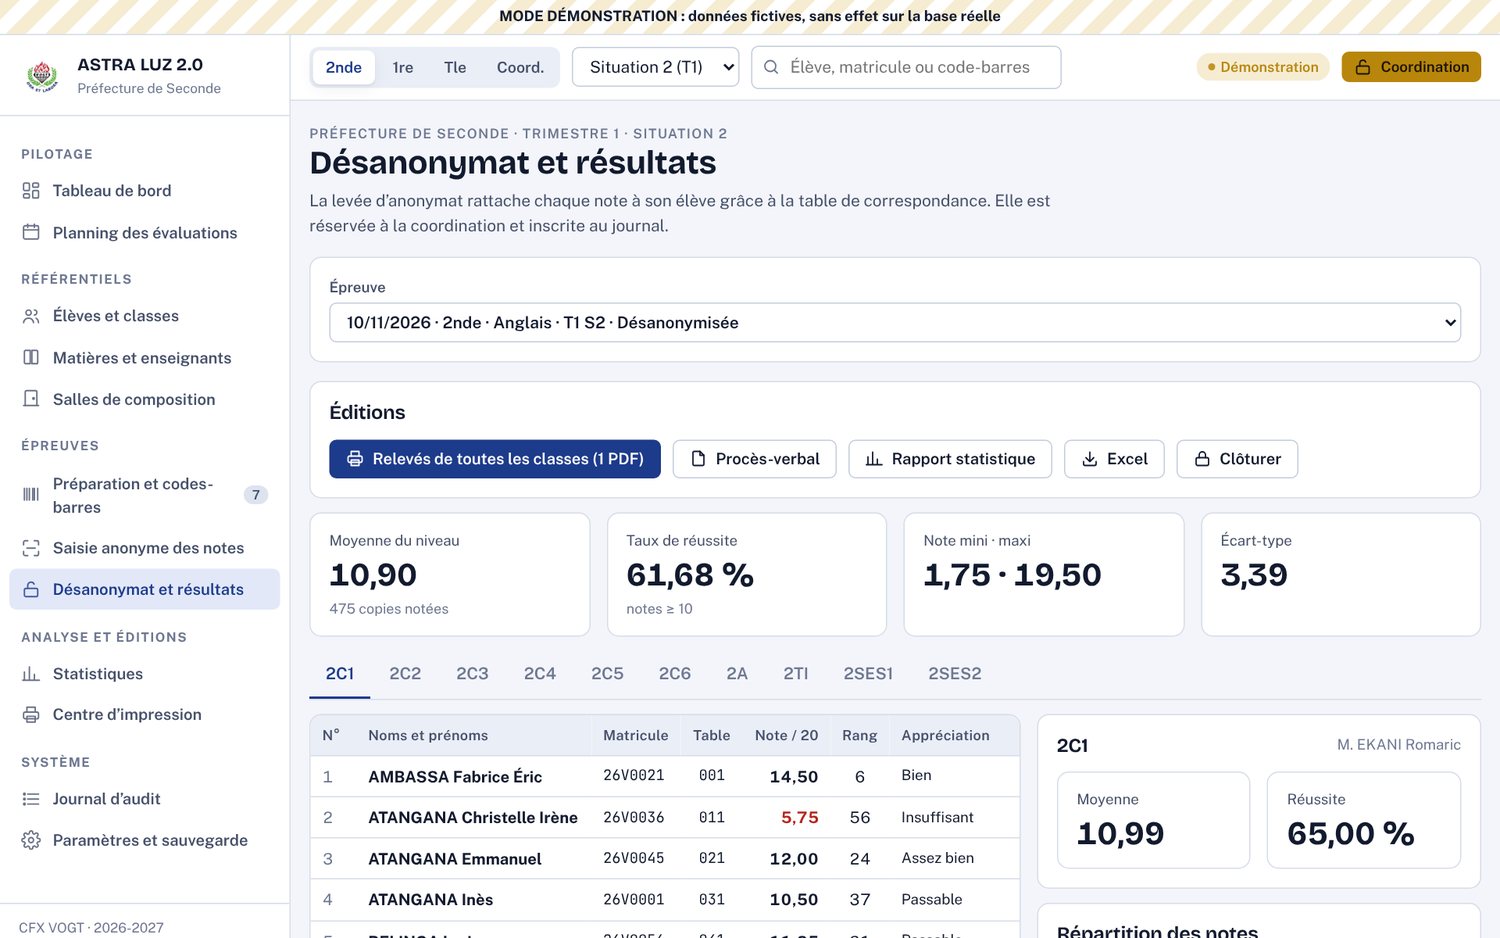 MODE DÉMONSTRATION : données fictives, sans effet sur la base réelle
ASTRA LUZ 2.0
Préfecture de Seconde
2nde
1re
Tle
Coord.
Situation 2 (T1)
Élève, matricule ou code-barres
Démonstration
Coordination
PILOTAGE
Tableau de bord
Planning des évaluations
RÉFÉRENTIELS
Élèves et classes
Matières et enseignants
Salles de composition
ÉPREUVES
Préparation et codes-
barres
7
Saisie anonyme des notes
Désanonymat et résultats
ANALYSE ET ÉDITIONS
Statistiques
Centre d’impression
SYSTÈME
Journal d’audit
Paramètres et sauvegarde
CFX VOGT · 2026-2027
PRÉFECTURE DE SECONDE · TRIMESTRE 1 · SITUATION 2
Désanonymat et résultats
La levée d’anonymat rattache chaque note à son élève grâce à la table de correspondance. Elle est
réservée à la coordination et inscrite au journal.
Épreuve
10/11/2026 · 2nde · Anglais · T1 S2 · Désanonymisée
Éditions
Relevés de toutes les classes (1 PDF)
Procès-verbal
Rapport statistique
Excel
Clôturer
Moyenne du niveau
10,90
475 copies notées
Taux de réussite
61,68 %
notes ≥ 10
Note mini · maxi
1,75 · 19,50
Écart-type
3,39
2C1 2C2 2C3 2C4 2C5 2C6 2A 2TI 2SES1 2SES2
N° Noms et prénoms Matricule Table Note / 20 Rang Appréciation
1 AMBASSA Fabrice Éric 26V0021 001 14,50 6 Bien
2 ATANGANA Christelle Irène 26V0036 011 5,75 56 Insuffisant
3 ATANGANA Emmanuel 26V0045 021 12,00 24 Assez bien
4 ATANGANA Inès 26V0001 031 10,50 37 Passable
2C1
M. EKANI Romaric
Moyenne
10,99
Réussite
65,00 %
Répartition des notes